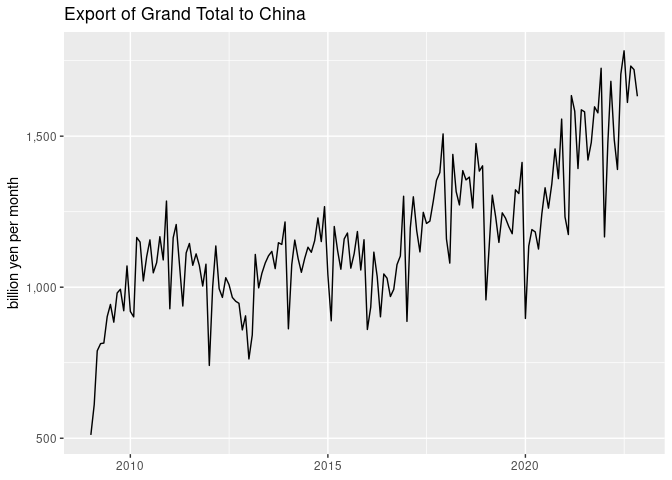 Export of Grand Total to China
billion yen per month
1,500
1,000
500
2010 2015 2020